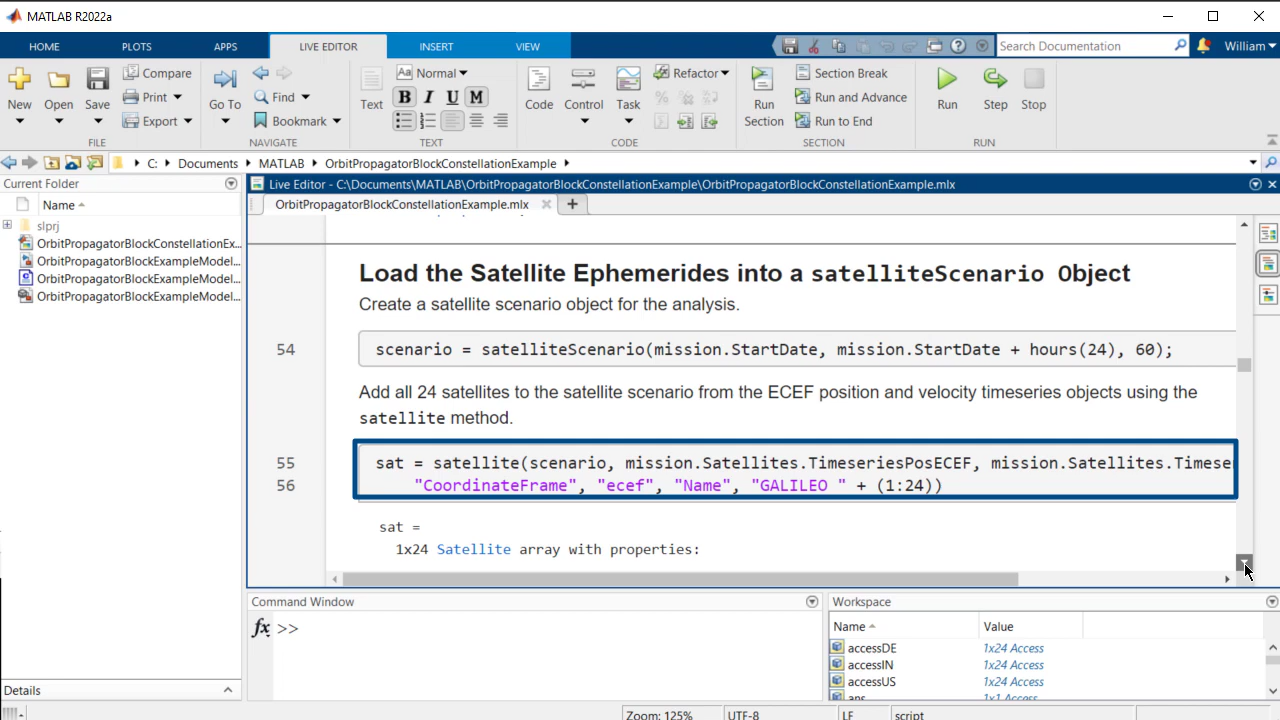 MATLAB R2022a
HOME PLOTS APPS LIVE EDITOR INSERT VIEW Search Documentation William
New Open Save Compare Print Export
FILE
Go To Find Bookmark
NAVIGATE
Text Aa Normal B I U M
TEXT
Code Control Task Refactor
CODE
Run Section Section Break Run and Advance Run to End
SECTION
Run Step Stop
RUN
C: Documents MATLAB OrbitPropagatorBlockConstellationExample
Current Folder
Name
slprj
OrbitPropagatorBlockConstellationEx...
OrbitPropagatorBlockExampleModel...
OrbitPropagatorBlockExampleModel...
OrbitPropagatorBlockExampleModel...
Details
Live Editor - C:\Documents\MATLAB\OrbitPropagatorBlockConstellationExample\OrbitPropagatorBlockConstellationExample.mlx
OrbitPropagatorBlockConstellationExample.mlx
Load the Satellite Ephemerides into a satelliteScenario Object
Create a satellite scenario object for the analysis.
54 scenario = satelliteScenario(mission.StartDate, mission.StartDate + hours(24), 60);
Add all 24 satellites to the satellite scenario from the ECEF position and velocity timeseries objects using the
satellite method.
55 sat = satellite(scenario, mission.Satellites.TimeseriesPosECEF, mission.Satellites.Timeser
56 "CoordinateFrame", "ecef", "Name", "GALILEO " + (1:24))
sat =
1x24 Satellite array with properties:
Command Window
fx >>
Workspace
Name Value
accessDE 1x24 Access
accessIN 1x24 Access
accessUS 1x24 Access
ans 1x1 Access
Zoom: 125% UTF-8 LF script